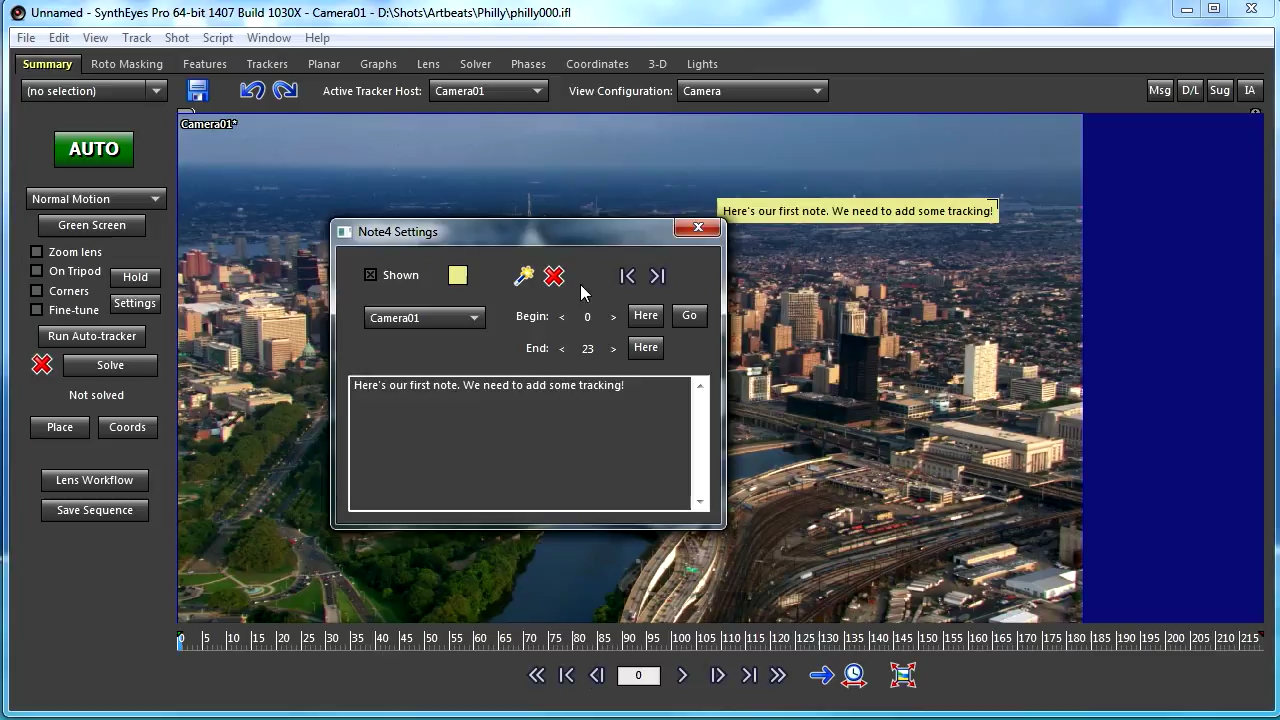 Unnamed - SynthEyes Pro 64-bit 1407 Build 1030X - Camera01 - D:\Shots\Artbeats\Philly\philly000.ifl
File Edit View Track Shot Script Window Help
Summary Roto Masking Features Trackers Planar Graphs Lens Solver Phases Coordinates 3-D Lights
(no selection) Active Tracker Host: Camera01 View Configuration: Camera Msg D/L Sug IA
Camera01*
AUTO
Normal Motion
Green Screen
Zoom lens
On Tripod Hold
Corners
Fine-tune Settings
Run Auto-tracker
Solve
Not solved
Place Coords
Lens Workflow
Save Sequence
Here's our first note. We need to add some tracking!
Note4 Settings
Shown
Camera01 Begin: < 0 > Here Go
End: < 23 > Here
Here's our first note. We need to add some tracking!
0 5 10 15 20 25 30 35 40 45 50 55 60 65 70 75 80 85 90 95 100 105 110 115 120 125 130 135 140 145 150 155 160 165 170 175 180 185 190 195 200 205 210 215
0